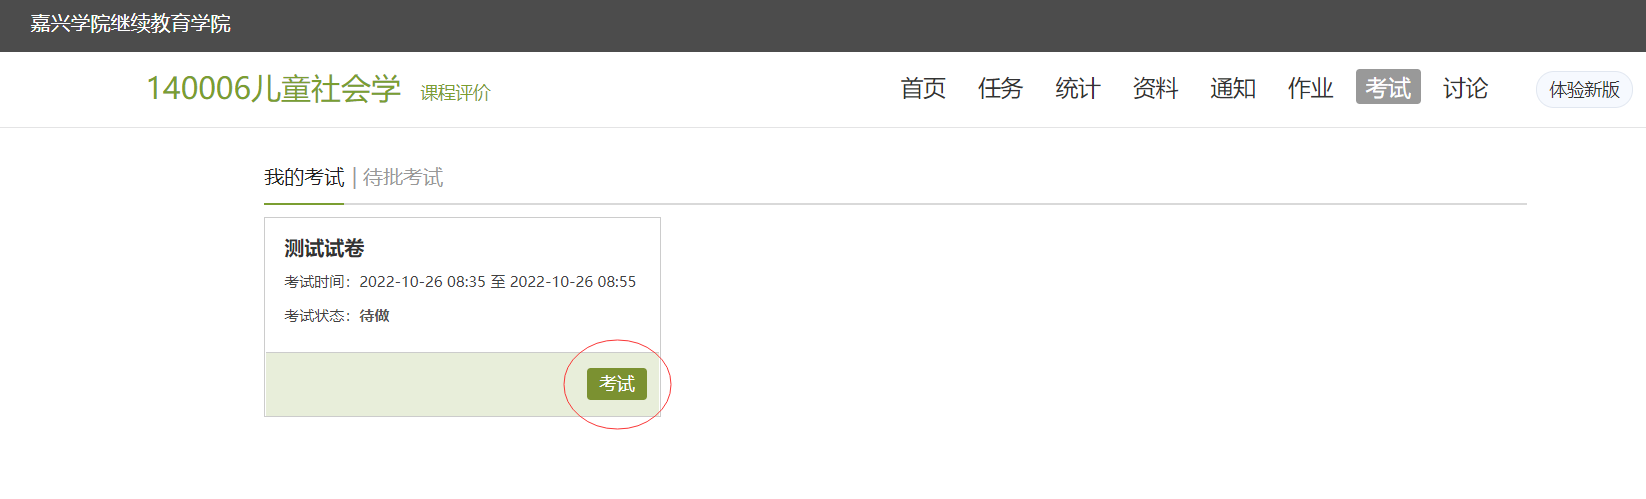 嘉兴学院继续教育学院
140006儿童社会学 课程评价 首页 任务 统计 资料 通知 作业 考试 讨论 体验新版
我的考试 | 待批考试
测试试卷
考试时间：2022-10-26 08:35 至 2022-10-26 08:55
考试状态：待做
考试